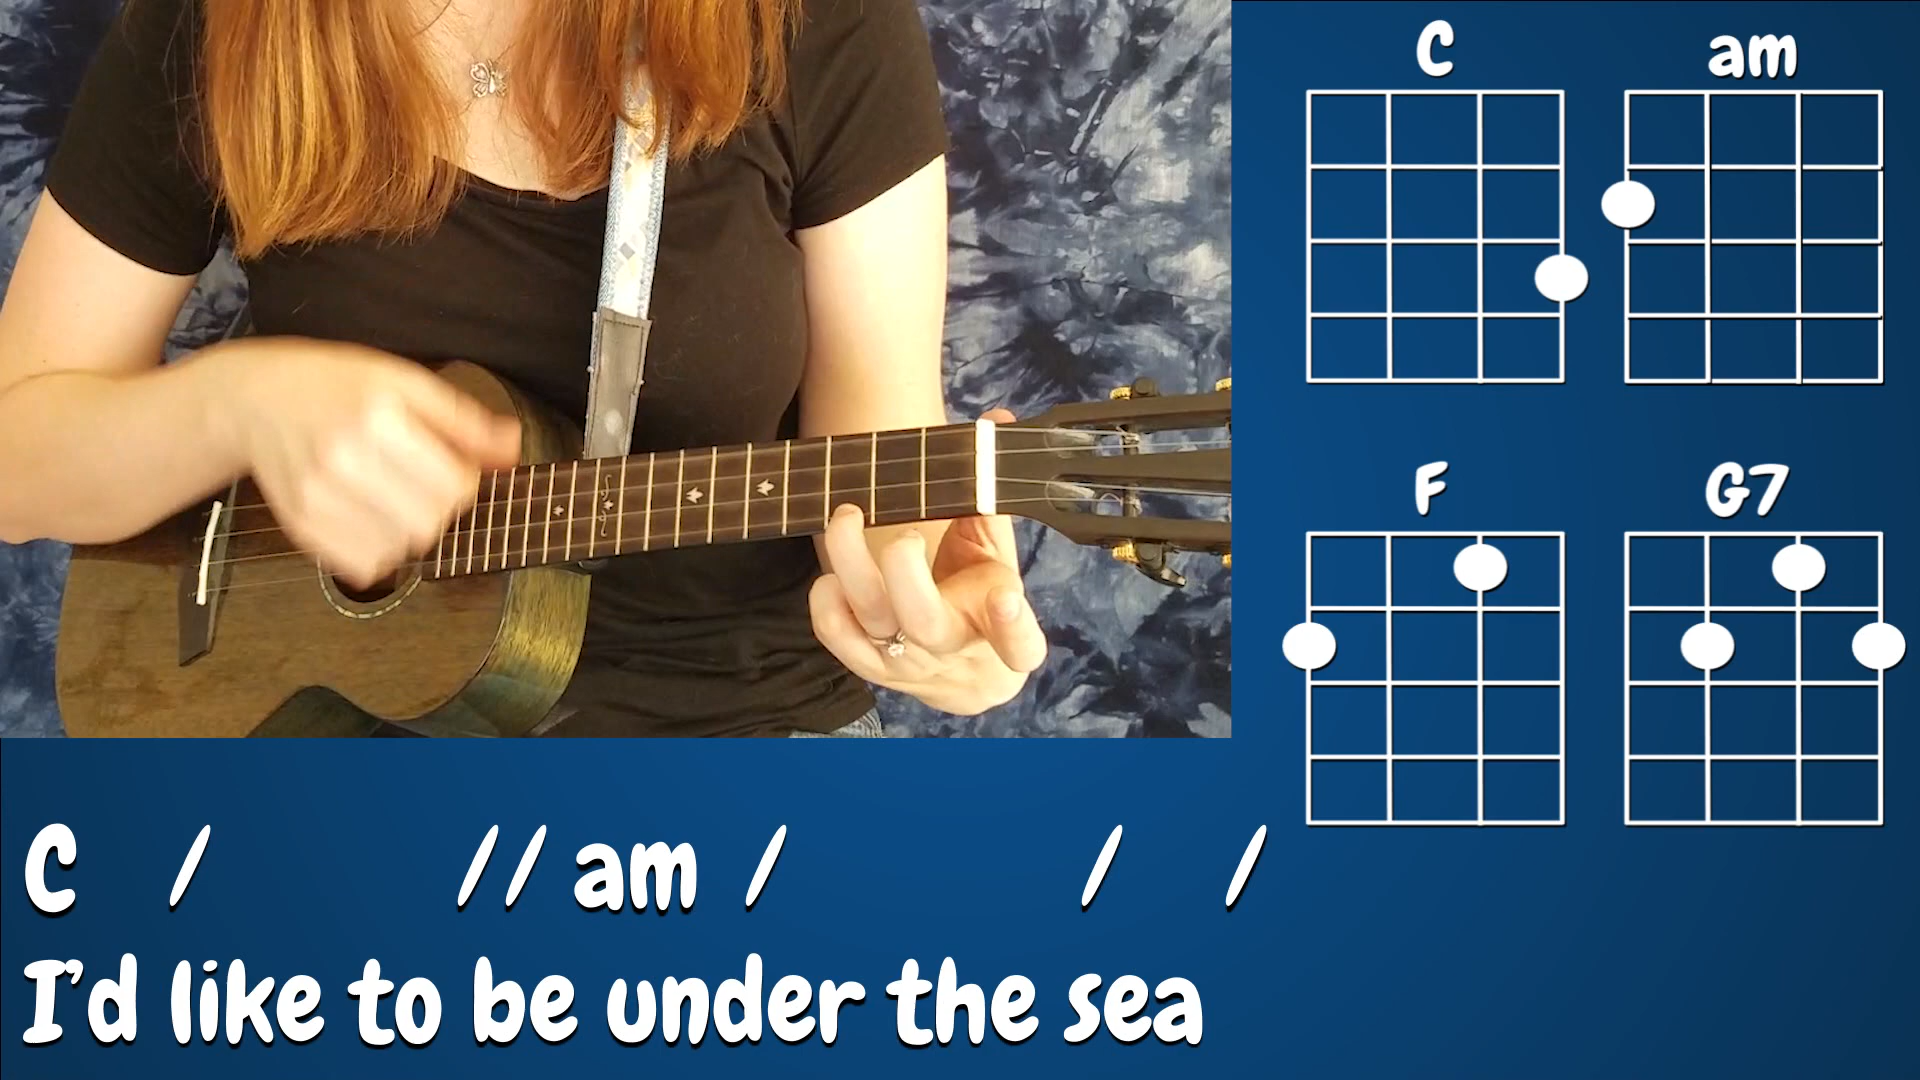 C am
F G7
C / / / am / / /
I'd like to be under the sea